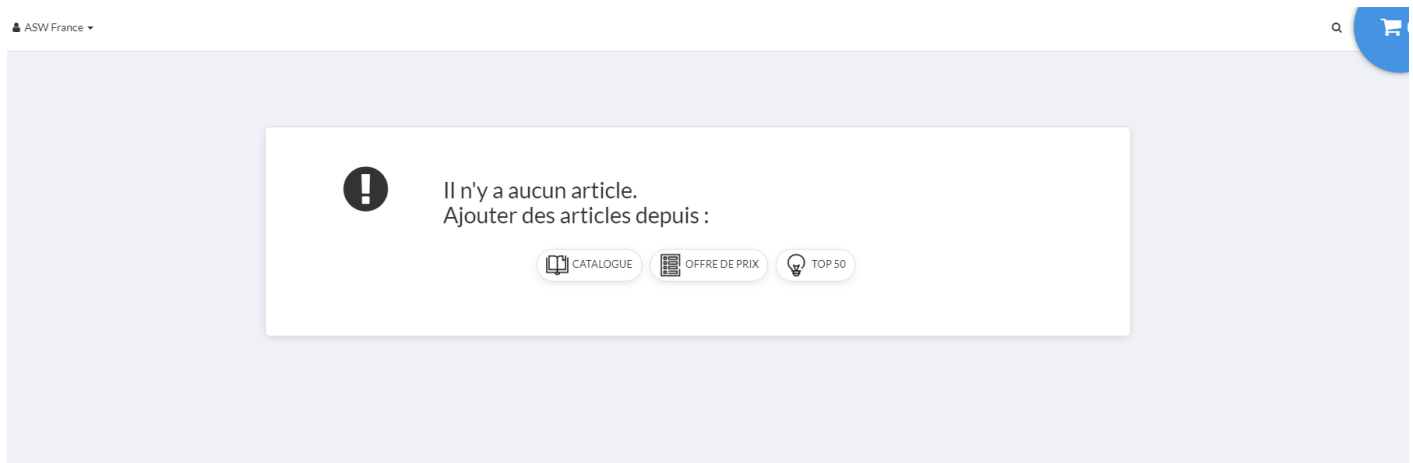 ASW France
Il n'y a aucun article.
Ajouter des articles depuis :
CATALOGUE
OFFRE DE PRIX
TOP 50